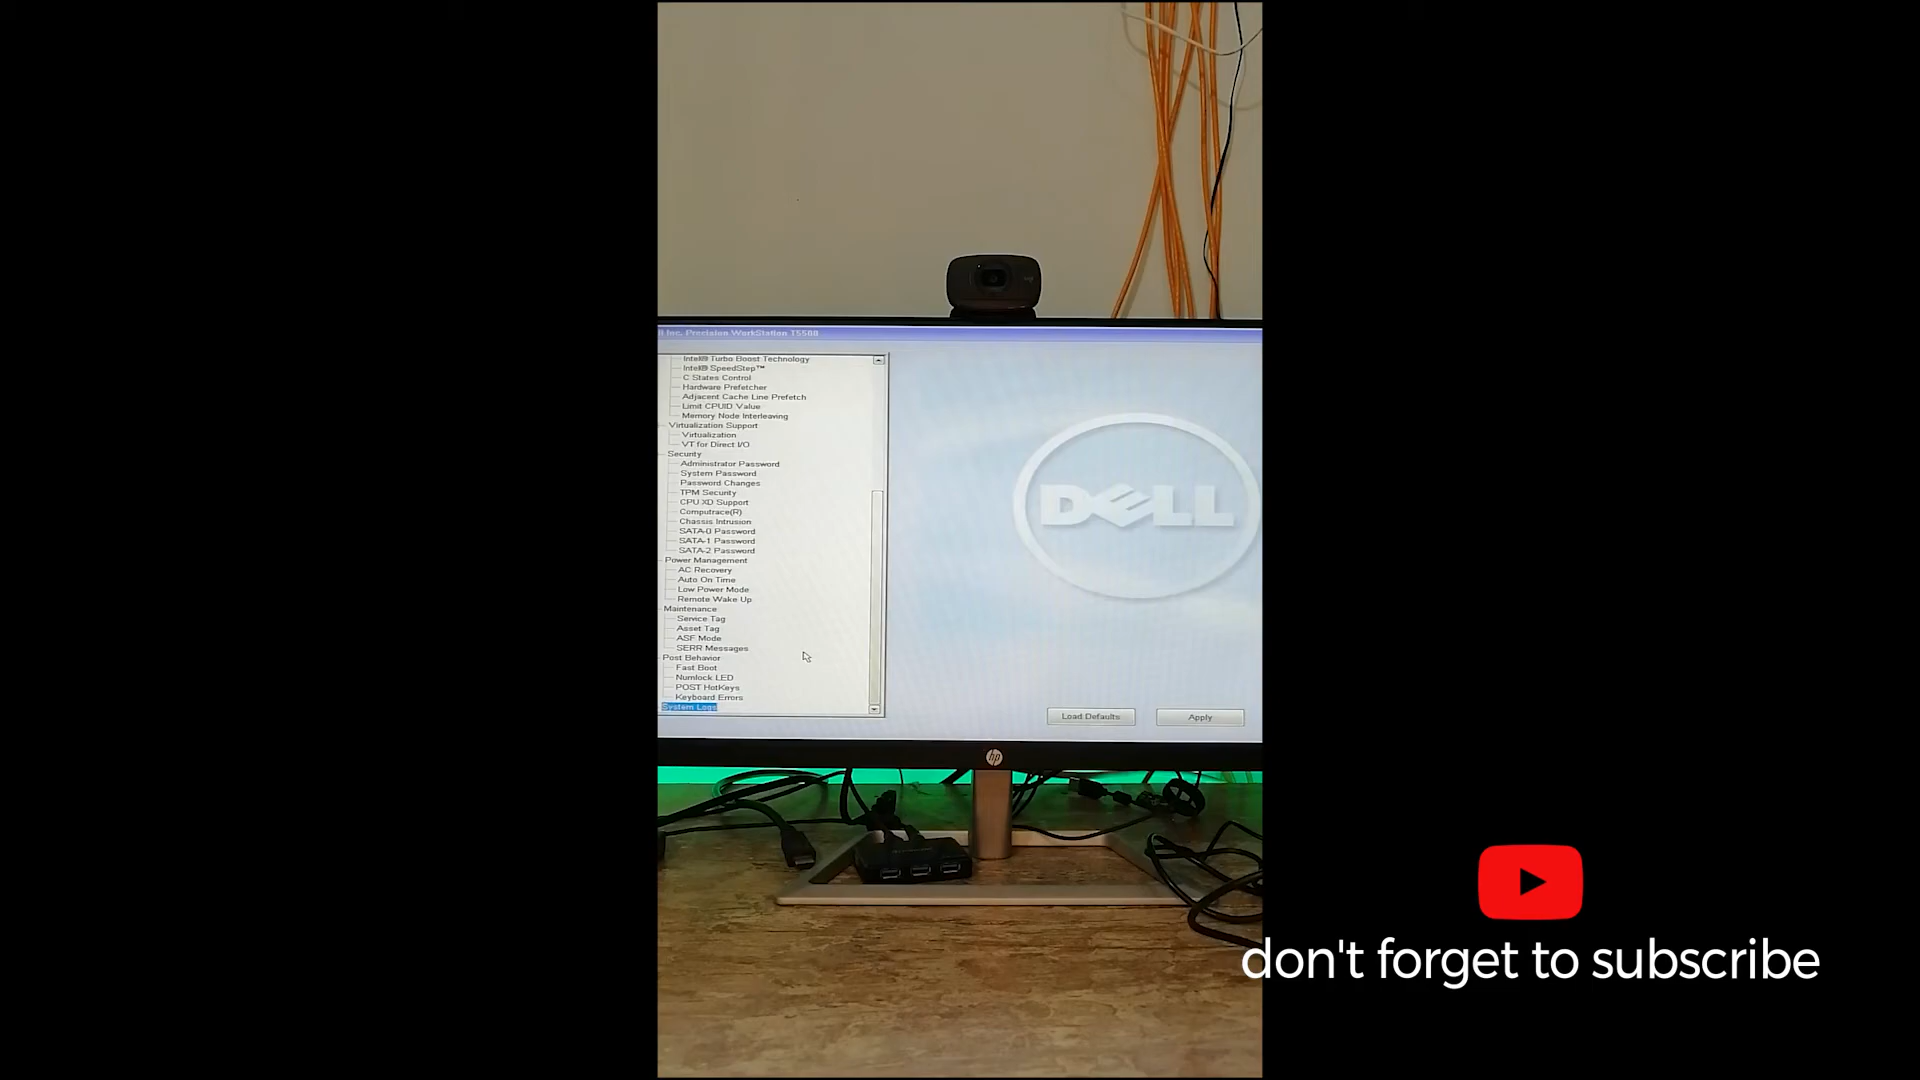 Inc. Precision WorkStation T5500
Intel® Turbo Boost Technology
Intel® SpeedStep™
C States Control
Hardware Prefetcher
Adjacent Cache Line Prefetch
Limit CPUID Value
Memory Node Interleaving
Virtualization Support
Virtualization
VT for Direct I/O
Security
Administrator Password
System Password
Password Changes
TPM Security
CPU XD Support
Computrace(R)
Chassis Intrusion
SATA-0 Password
SATA-1 Password
SATA-2 Password
Power Management
AC Recovery
Auto On Time
Low Power Mode
Remote Wake Up
Maintenance
Service Tag
Asset Tag
ASF Mode
SERR Messages
Post Behavior
Fast Boot
Numlock LED
POST HotKeys
Keyboard Errors
System Logs
DELL
Load Defaults
Apply
hp
don't forget to subscribe